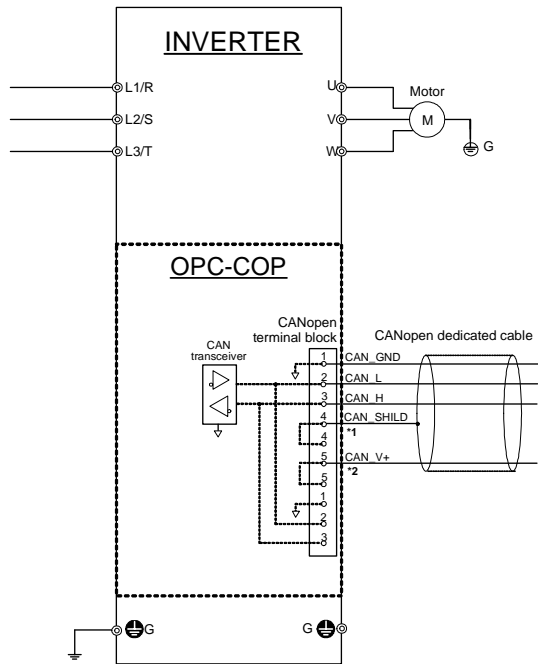 INVERTER
L1/R
U
Motor
L2/S
V
M
L3/T
W
G
OPC-COP
CANopen
terminal block
CANopen dedicated cable
CAN
transceiver
1
CAN_GND
2
CAN_L
3
CAN_H
4
CAN_SHILD
*1
4
5
CAN_V+
*2
5
1
2
3
G
G